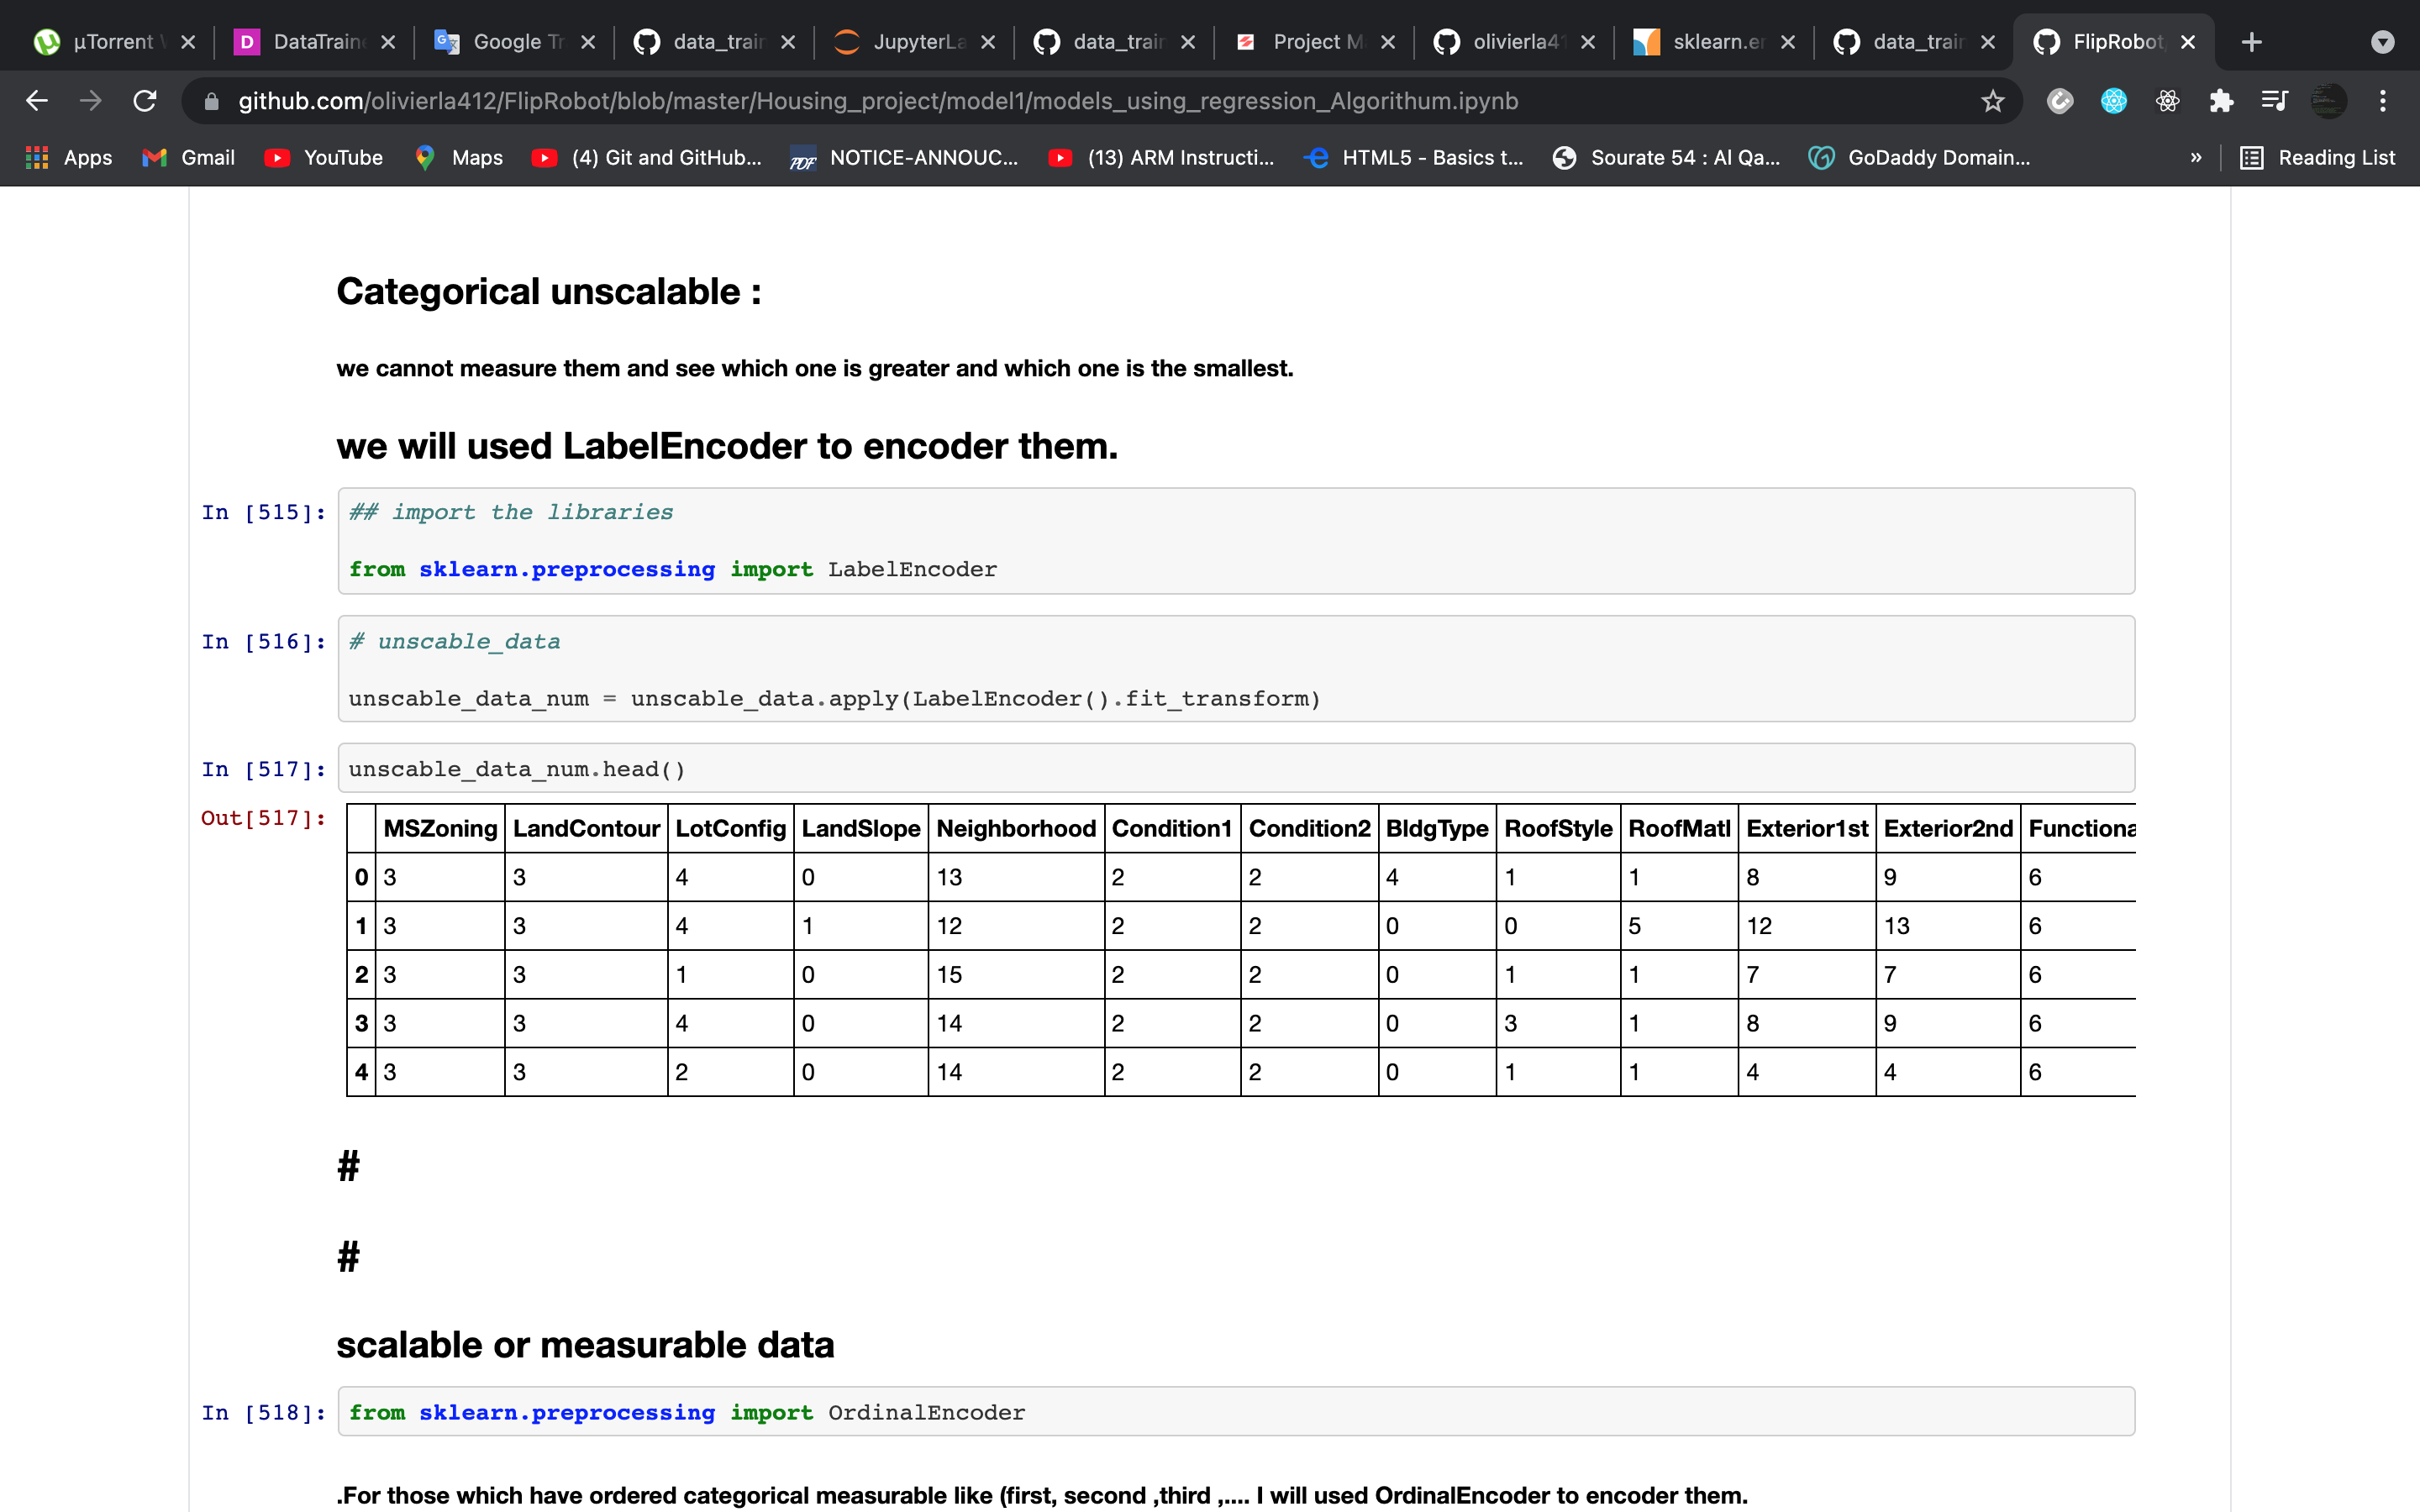 µTorrent
DataTraine
Google Tr
data_train
JupyterLa
data_train
Project M
olivierla41
sklearn.en
data_train
FlipRobot
github.com/olivierla412/FlipRobot/blob/master/Housing_project/model1/models_using_regression_Algorithum.ipynb
Apps Gmail YouTube Maps (4) Git and GitHub... NOTICE-ANNOUC... (13) ARM Instructi... HTML5 - Basics t... Sourate 54 : Al Qa... GoDaddy Domain... » Reading List
Categorical unscalable :
we cannot measure them and see which one is greater and which one is the smallest.
we will used LabelEncoder to encoder them.
In [515]: ## import the libraries
from sklearn.preprocessing import LabelEncoder
In [516]: # unscable_data
unscable_data_num = unscable_data.apply(LabelEncoder().fit_transform)
In [517]: unscable_data_num.head()
Out[517]:
MSZoning LandContour LotConfig LandSlope Neighborhood Condition1 Condition2 BldgType RoofStyle RoofMatl Exterior1st Exterior2nd Functiona
0 3 3 4 0 13 2 2 4 1 1 8 9 6
1 3 3 4 1 12 2 2 0 0 5 12 13 6
2 3 3 1 0 15 2 2 0 1 1 7 7 6
3 3 3 4 0 14 2 2 0 3 1 8 9 6
4 3 3 2 0 14 2 2 0 1 1 4 4 6
#
#
scalable or measurable data
In [518]: from sklearn.preprocessing import OrdinalEncoder
.For those which have ordered categorical measurable like (first, second ,third ,.... I will used OrdinalEncoder to encoder them.